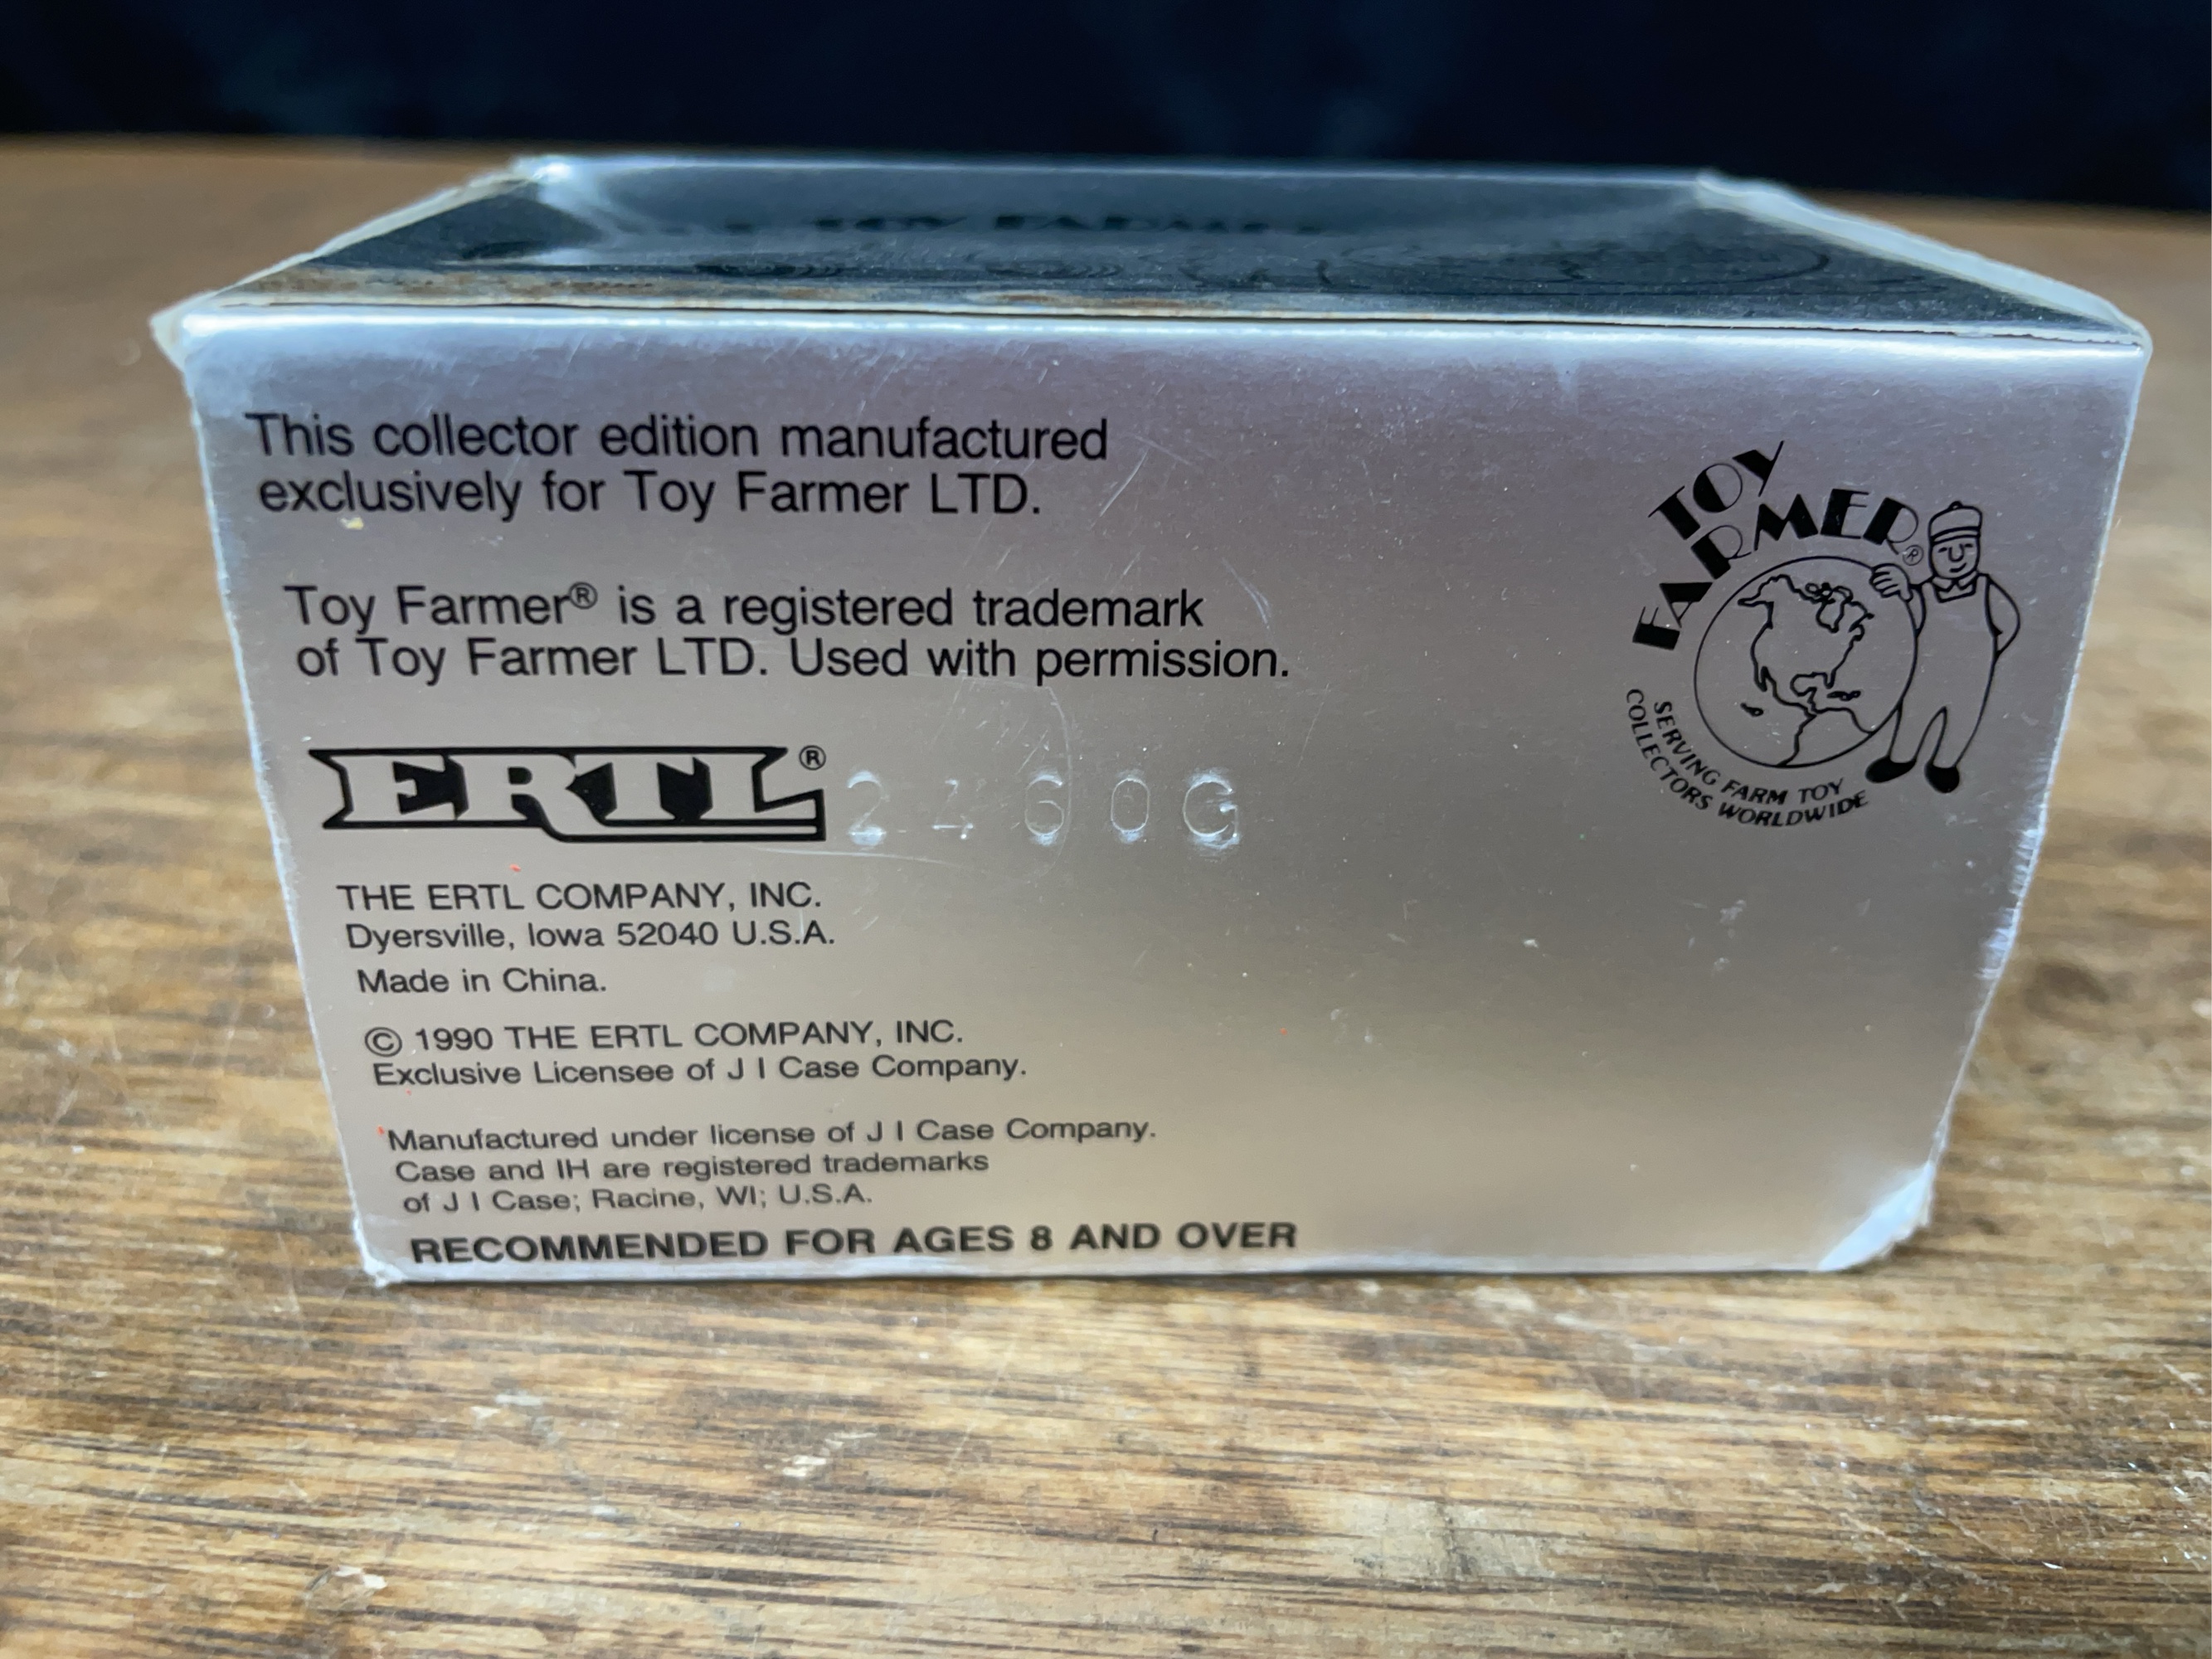 TOY FARMER
This collector edition manufactured
exclusively for Toy Farmer LTD.
Toy Farmer® is a registered trademark
of Toy Farmer LTD. Used with permission.
TOY
FARMER®
SERVING FARM TOY
COLLECTORS WORLDWIDE
ERTL®
2460G
THE ERTL COMPANY, INC.
Dyersville, Iowa 52040 U.S.A.
Made in China.
© 1990 THE ERTL COMPANY, INC.
Exclusive Licensee of J I Case Company.
Manufactured under license of J I Case Company.
Case and IH are registered trademarks
of J I Case; Racine, WI; U.S.A.
RECOMMENDED FOR AGES 8 AND OVER